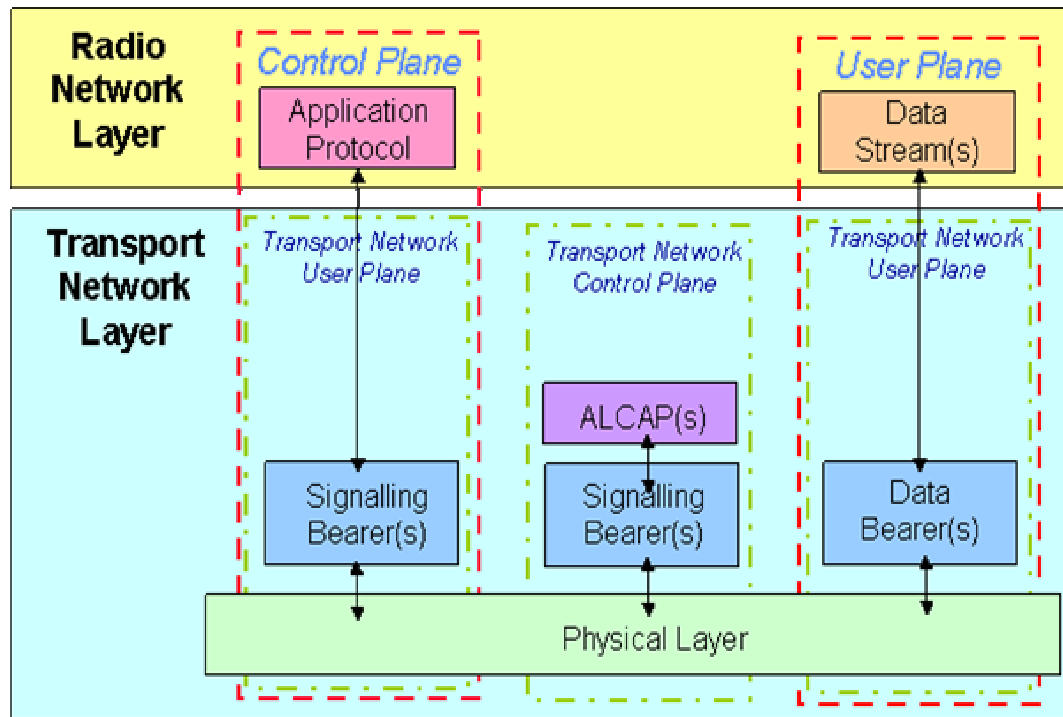 Radio
Network
Layer
Control Plane
Application
Protocol
User Plane
Data
Stream(s)
Transport
Network
Layer
Transport Network
User Plane
Transport Network
Control Plane
Transport Network
User Plane
ALCAP(s)
Signalling
Bearer(s)
Signalling
Bearer(s)
Data
Bearer(s)
Physical Layer